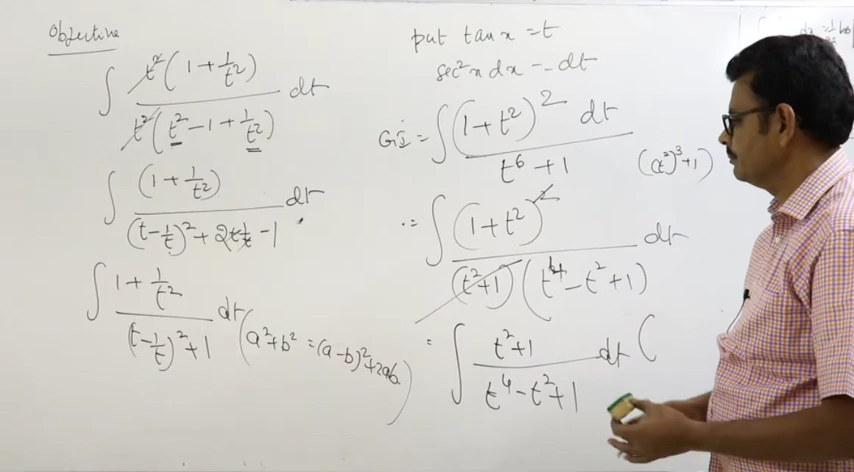 Objective
∫ t²(1 + 1/t²) / t²(t² - 1 + 1/t²) dt
∫ (1 + 1/t²) / (t - 1/t)² + 2t·1/t - 1 dt
∫ 1 + 1/t² / (t - 1/t)² + 1 dt (a² + b² = (a - b)² + 2ab)
put tan x = t
sec² x dx = dt
G.I = ∫ (1 + t²)² dt / t⁶ + 1 ((t²)³ + 1)
∴ = ∫ (1 + t²)² / (t² + 1)(t⁴ - t² + 1) dt
= ∫ t² + 1 / t⁴ - t² + 1 dt (